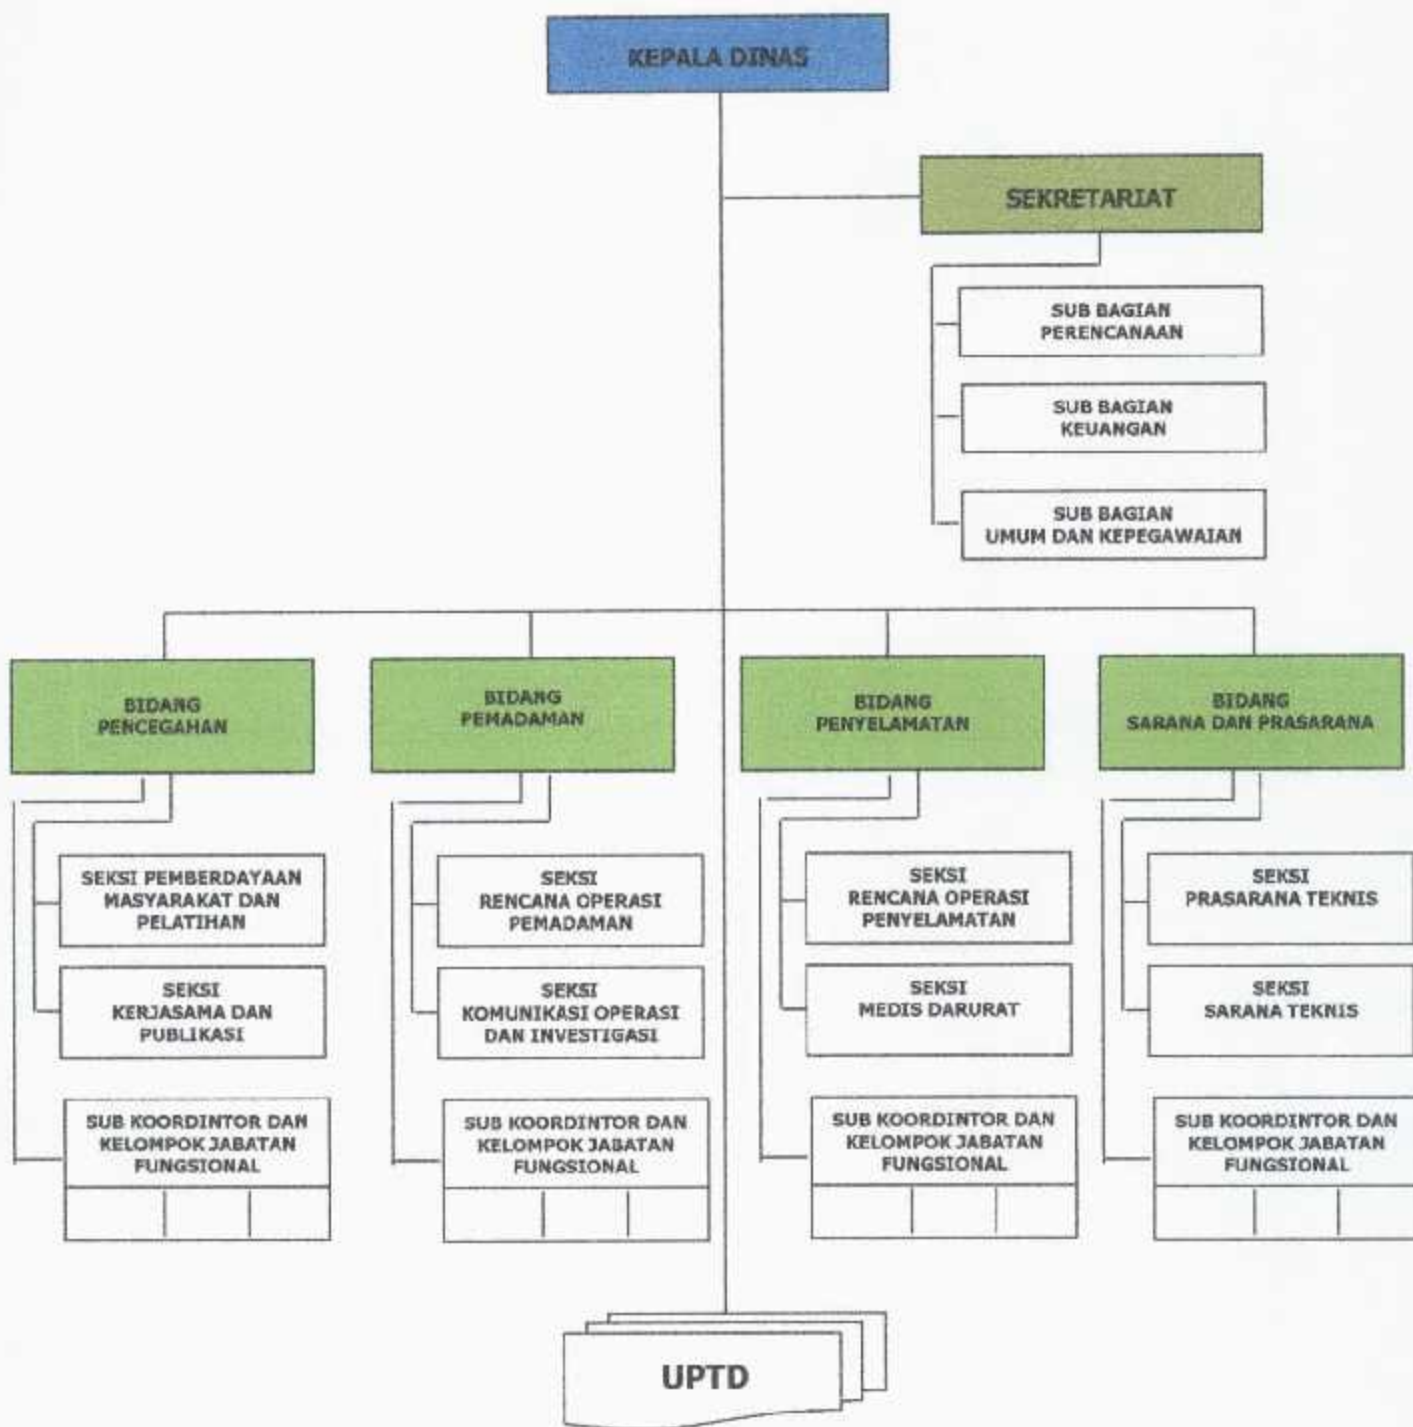 KEPALA DINAS
SEKRETARIAT
SUB BAGIAN
PERENCANAAN
SUB BAGIAN
KEUANGAN
SUB BAGIAN
UMUM DAN KEPEGAWAIAN
BIDANG
PENCEGAHAN
BIDANG
PEMADAMAN
BIDANG
PENYELAMATAN
BIDANG
SARANA DAN PRASARANA
SEKSI PEMBERDAYAAN
MASYARAKAT DAN
PELATIHAN
SEKSI
RENCANA OPERASI
PEMADAMAN
SEKSI
RENCANA OPERASI
PENYELAMATAN
SEKSI
PRASARANA TEKNIS
SEKSI
KERJASAMA DAN
PUBLIKASI
SEKSI
KOMUNIKASI OPERASI
DAN INVESTIGASI
SEKSI
MEDIS DARURAT
SEKSI
SARANA TEKNIS
SUB KOORDINTOR DAN
KELOMPOK JABATAN
FUNGSIONAL
SUB KOORDINTOR DAN
KELOMPOK JABATAN
FUNGSIONAL
SUB KOORDINTOR DAN
KELOMPOK JABATAN
FUNGSIONAL
SUB KOORDINTOR DAN
KELOMPOK JABATAN
FUNGSIONAL
UPTD